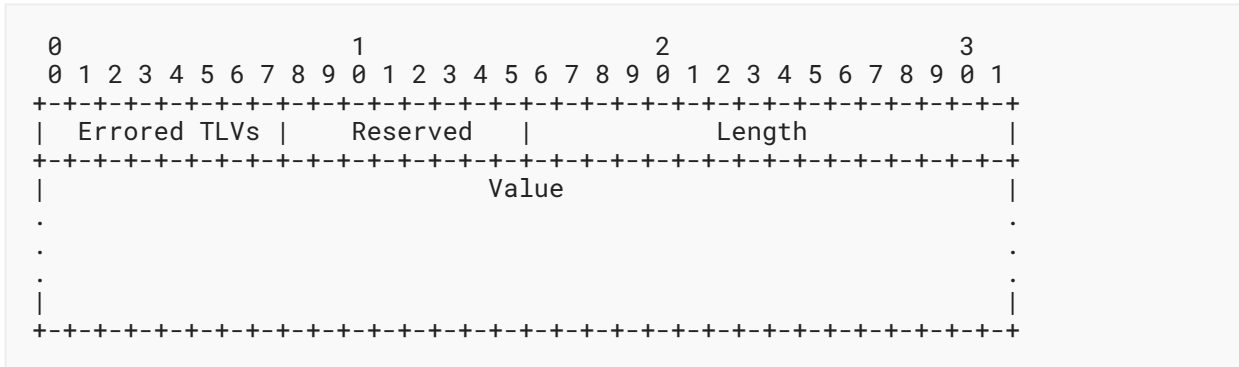 0                   1                   2                   3
 0 1 2 3 4 5 6 7 8 9 0 1 2 3 4 5 6 7 8 9 0 1 2 3 4 5 6 7 8 9 0 1
+-+-+-+-+-+-+-+-+-+-+-+-+-+-+-+-+-+-+-+-+-+-+-+-+-+-+-+-+-+-+-+-+
|  Errored TLVs |    Reserved   |            Length             |
+-+-+-+-+-+-+-+-+-+-+-+-+-+-+-+-+-+-+-+-+-+-+-+-+-+-+-+-+-+-+-+-+
|                             Value                             |
.                                                               .
.                                                               .
.                                                               .
|                                                               |
+-+-+-+-+-+-+-+-+-+-+-+-+-+-+-+-+-+-+-+-+-+-+-+-+-+-+-+-+-+-+-+-+